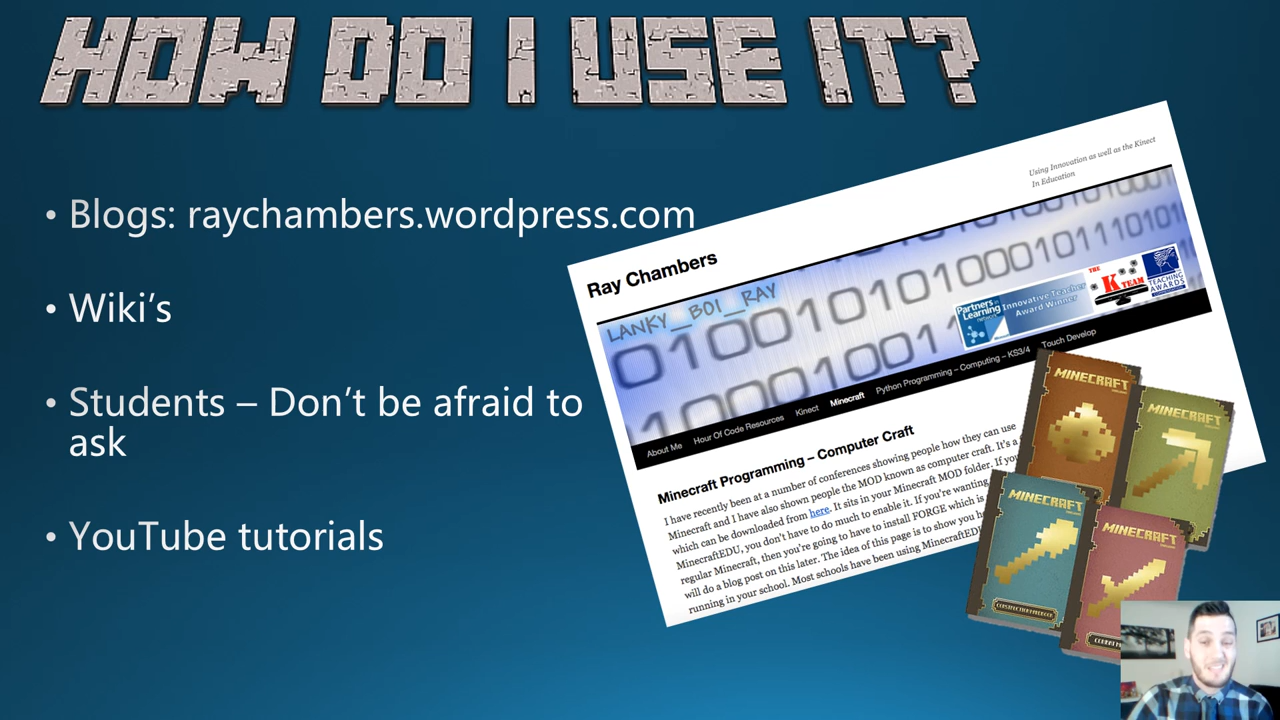 HOW DO I USE IT?
• Blogs: raychambers.wordpress.com
• Wiki's
• Students – Don't be afraid to
ask
• YouTube tutorials
Using Innovation as well as the Kinect
In Education
Ray Chambers
LANKY_BOI_RAY
Partners in
Learning
Innovative Teacher
Award Winner
THE
K TEAM
TEACHING
AWARDS
About Me Hour Of Code Resources Kinect Minecraft Python Programming – Computing – KS3/4 Touch Develop
Minecraft Programming – Computer Craft
I have recently been at a number of conferences showing people how they can use
Minecraft and I have also shown people the MOD known as computer craft. It's a
which can be downloaded from here. It sits in your Minecraft MOD folder. If you
MinecraftEDU, you don't have to do much to enable it. If you're wanting
regular Minecraft, then you're going to have to install FORGE which is
will do a blog post on this later. The idea of this page is to show you
running in your school. Most schools have been using MinecraftEDU
MINECRAFT
MINECRAFT
MINECRAFT
MINECRAFT